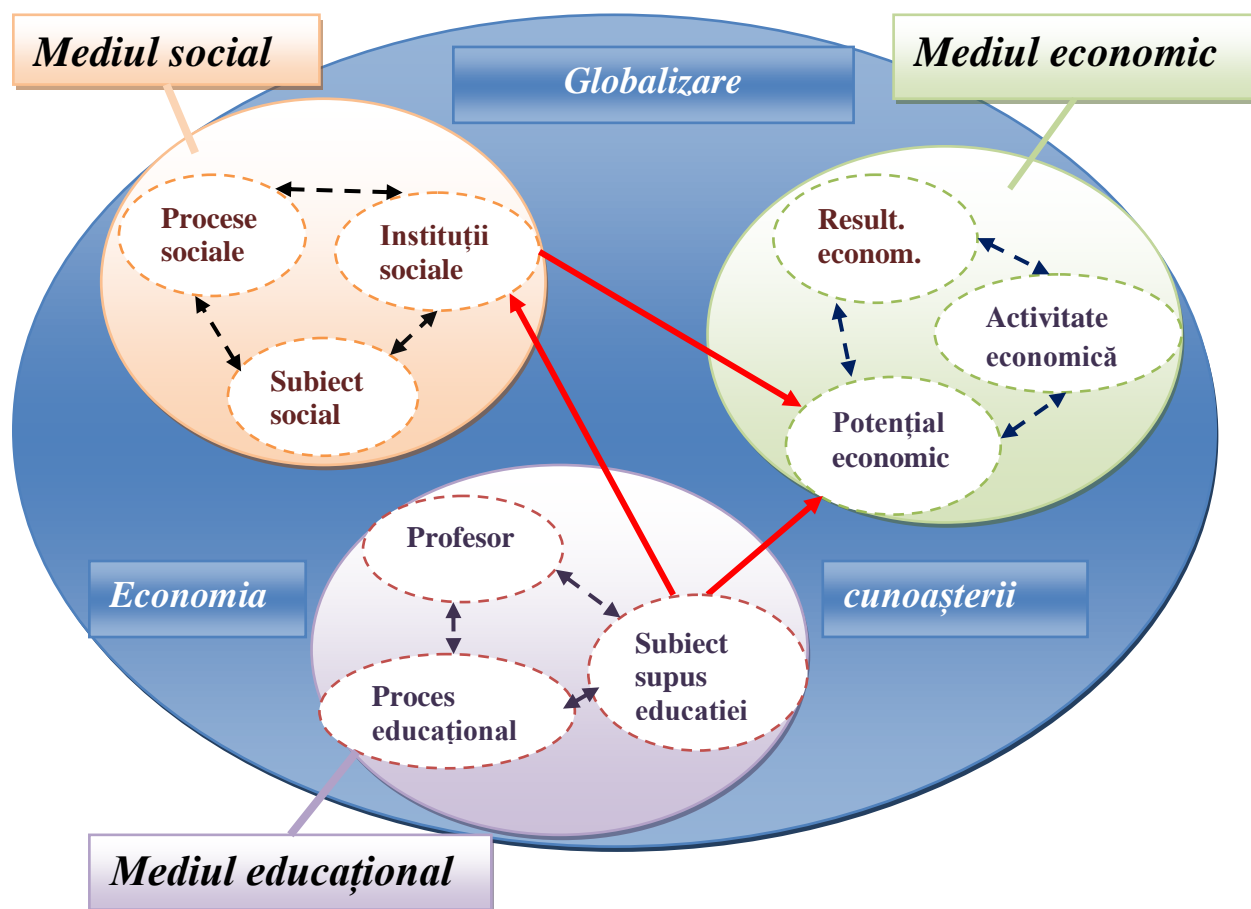 Mediul social
Mediul economic
Globalizare
Procese
sociale
Instituții
sociale
Subiect
social
Result.
econom.
Activitate
economică
Potențial
economic
Economia
cunoașterii
Profesor
Subiect
supus
educatiei
Proces
educațional
Mediul educațional